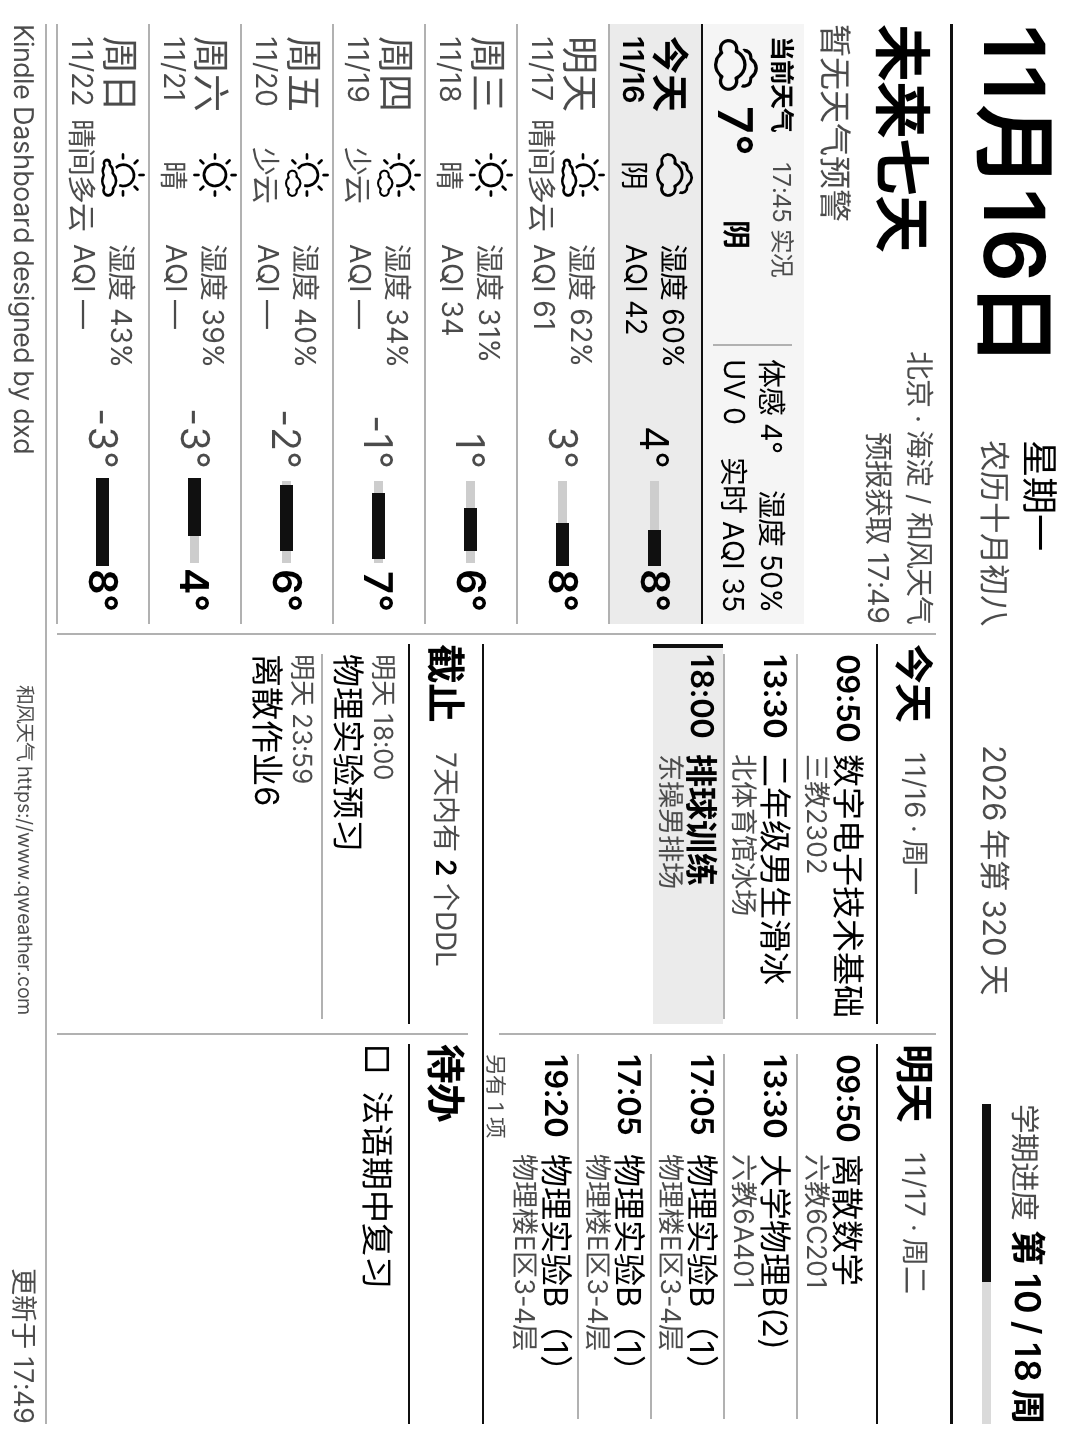 11月16日
星期一
农历十月初八
2026 年第 320 天
学期进度 第 10 / 18 周
未来七天
北京 · 海淀 / 和风天气
暂无天气预警
预报获取 17:49
当前天气 17:45 实况
7° 阴
体感 4° 湿度 50%
UV 0 实时 AQI 35
今天 湿度 60%
11/16 阴 AQI 42
4° 8°
明天 湿度 62%
11/17 晴间多云 AQI 61
3° 8°
周三 湿度 31%
11/18 晴 AQI 34
1° 6°
周四 湿度 34%
11/19 少云 AQI —
-1° 7°
周五 湿度 40%
11/20 少云 AQI —
-2° 6°
周六 湿度 39%
11/21 晴 AQI —
-3° 4°
周日 湿度 43%
11/22 晴间多云 AQI —
-3° 8°
今天 11/16 · 周一
09:50 数字电子技术基础
三教2302
13:30 二年级男生滑冰
北体育馆冰场
18:00 排球训练
东操男排场
明天 11/17 · 周二
09:50 离散数学
六教6C201
13:30 大学物理B(2)
六教6A401
17:05 物理实验B（1）
物理楼E区3-4层
17:05 物理实验B（1）
物理楼E区3-4层
19:20 物理实验B（1）
物理楼E区3-4层
另有 1 项
截止 7天内有 2 个DDL
明天 18:00
物理实验预习
明天 23:59
离散作业6
待办
法语期中复习
Kindle Dashboard designed by dxd
和风天气 https://www.qweather.com
更新于 17:49